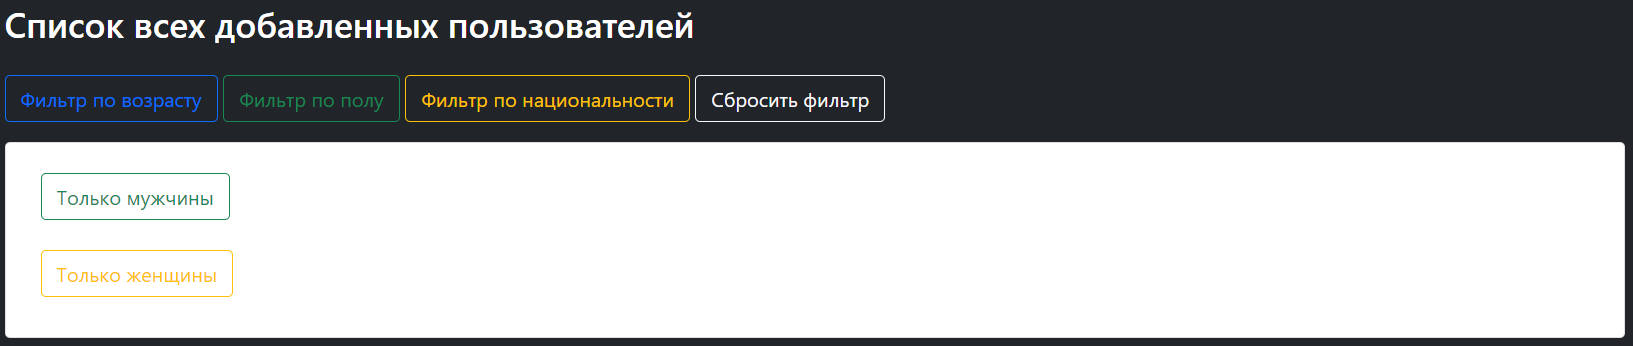 Список всех добавленных пользователей
Фильтр по возрасту Фильтр по полу Фильтр по национальности Сбросить фильтр
Только мужчины
Только женщины